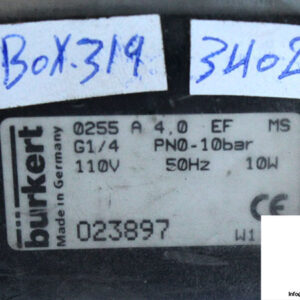 BOX.319
3402
bürkert
Made in Germany
0255 A 4.0 EF MS
G1/4 PN0-10bar
110V 50Hz 10W
023897
CE
W1